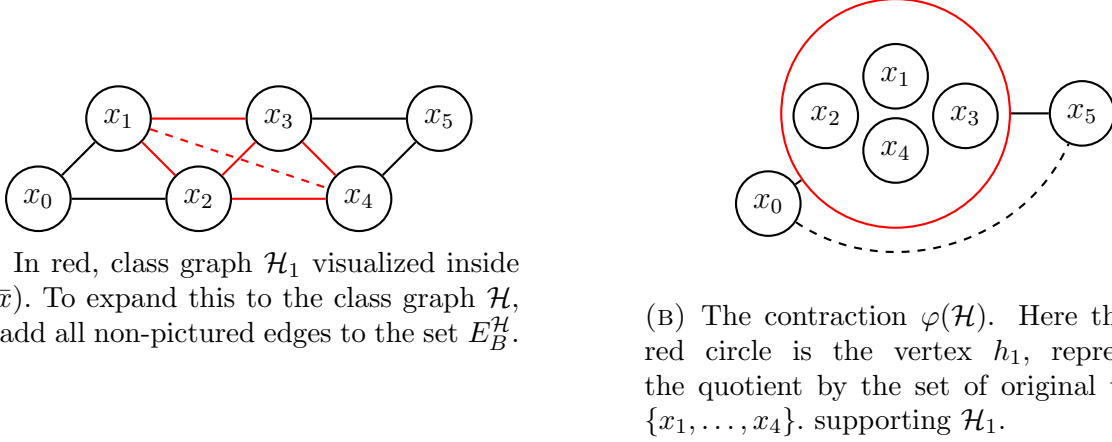 x₁ x₃ x₅
x₀ x₂ x₄
In red, class graph ℋ₁ visualized inside
x̄). To expand this to the class graph ℋ,
add all non-pictured edges to the set E_B^ℋ.
x₁
x₂ x₃ x₅
x₄
x₀
(B) The contraction φ(ℋ). Here th
red circle is the vertex h₁, repre
the quotient by the set of original
{x₁, . . . , x₄}. supporting ℋ₁.